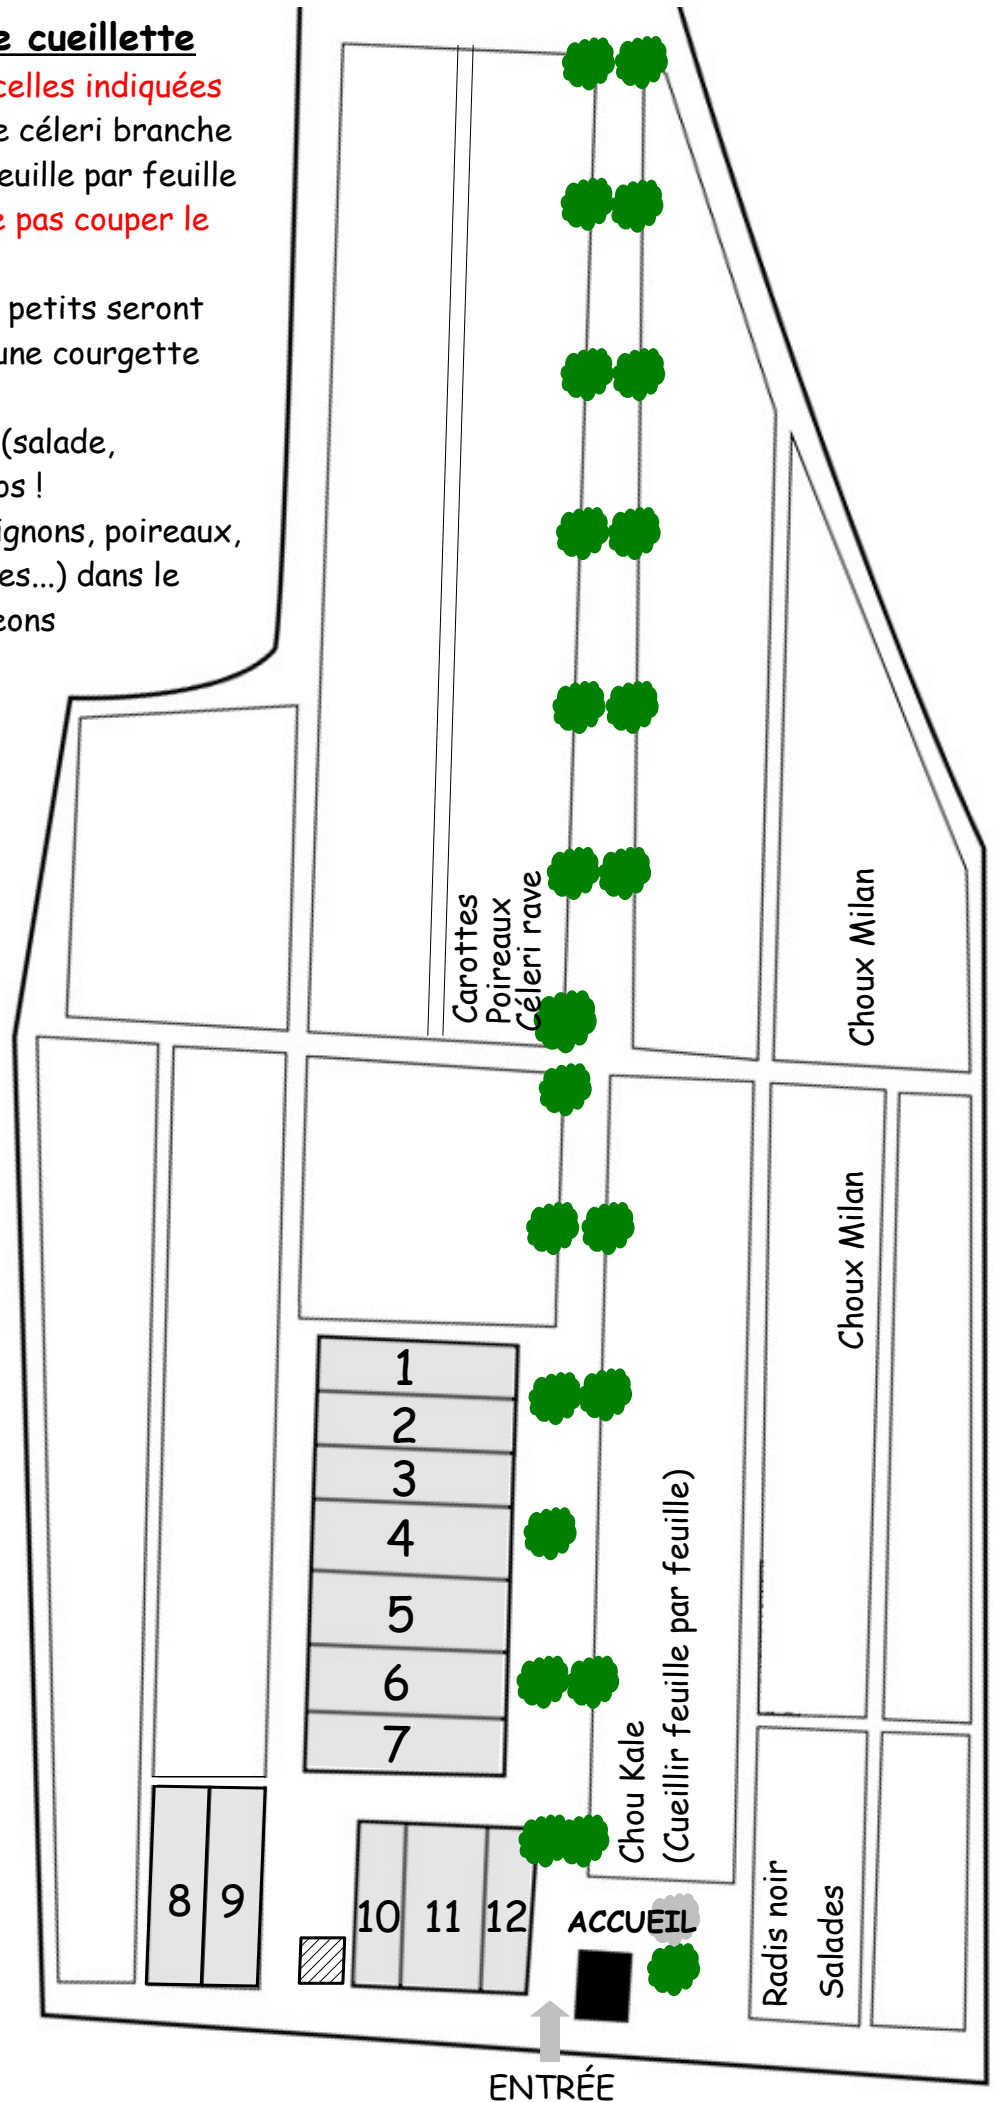 e cueillette
celles indiquées
e céleri branche
euille par feuille
e pas couper le
petits seront
une courgette
(salade,
os !
ignons, poireaux,
es...) dans le
eons
Carottes
Poireaux
Céleri rave
Choux Milan
Choux Milan
1
2
3
4
5
6
7
Chou Kale
(Cueillir feuille par feuille)
8
9
10
11
12
ACCUEIL
Radis noir
Salades
ENTRÉE